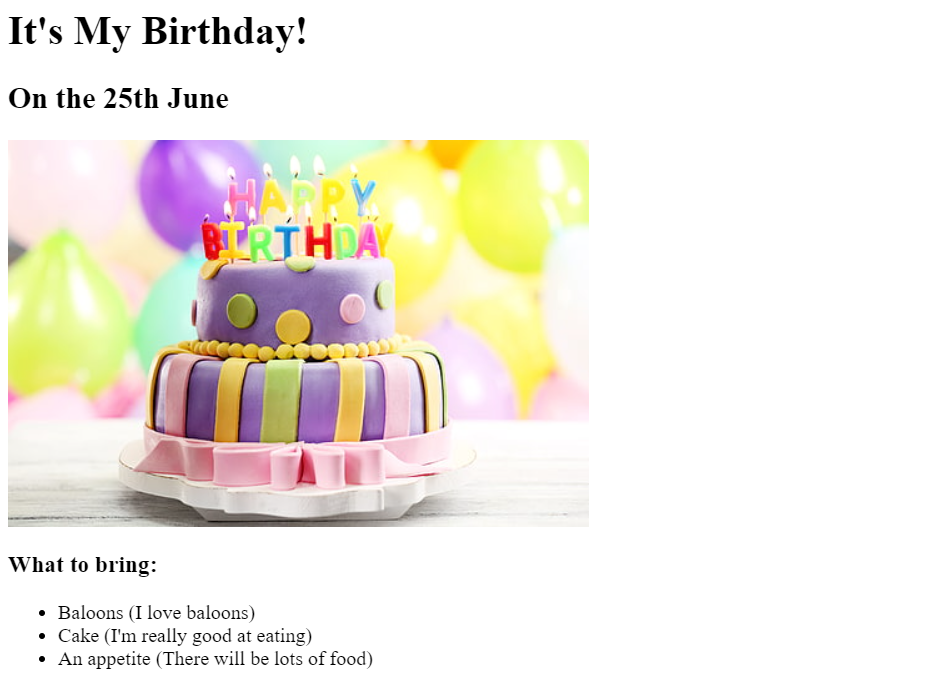 It's My Birthday!
On the 25th June
HAPPY
BIRTHDAY
What to bring:
Baloons (I love baloons)
Cake (I'm really good at eating)
An appetite (There will be lots of food)